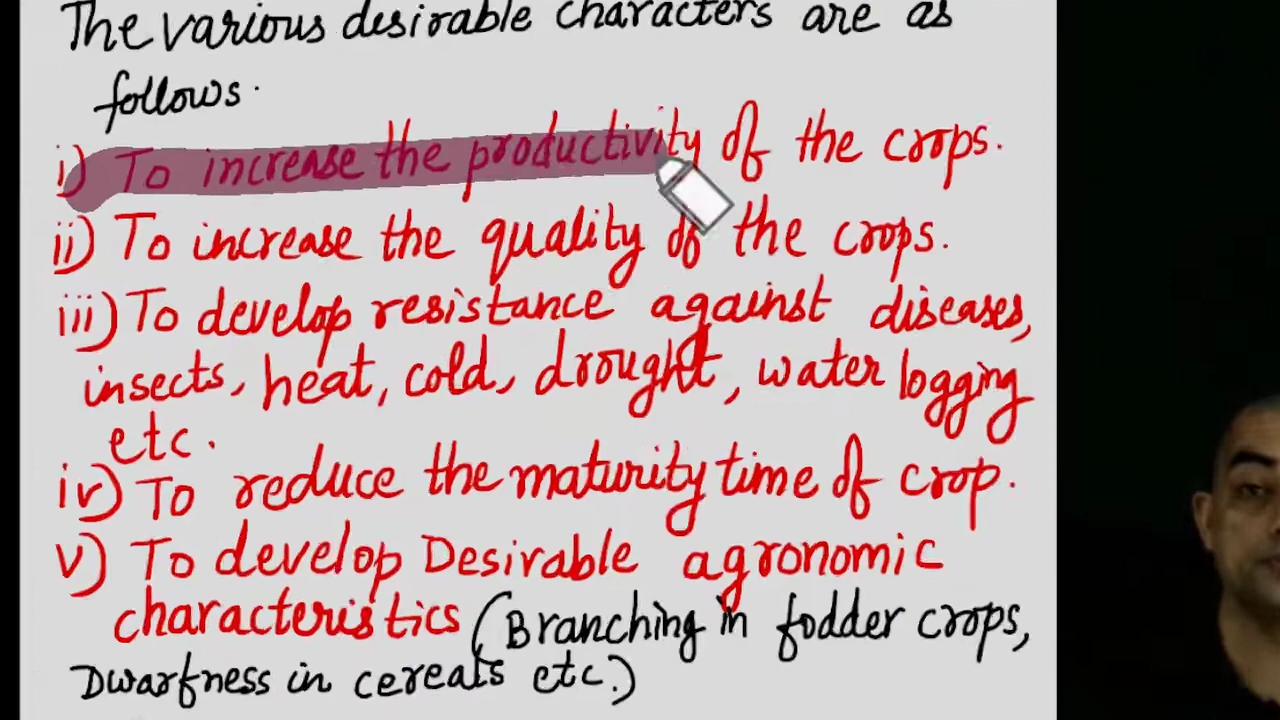 The various desirable characters are as
follows.
i) To increase the productivity of the crops.
ii) To increase the quality of the crops.
iii) To develop resistance against diseases,
insects, heat, cold, drought, water logging
etc.
iv) To reduce the maturity time of crop.
v) To develop Desirable agronomic
characteristics (Branching in fodder crops,
Dwarfness in cereals etc.)